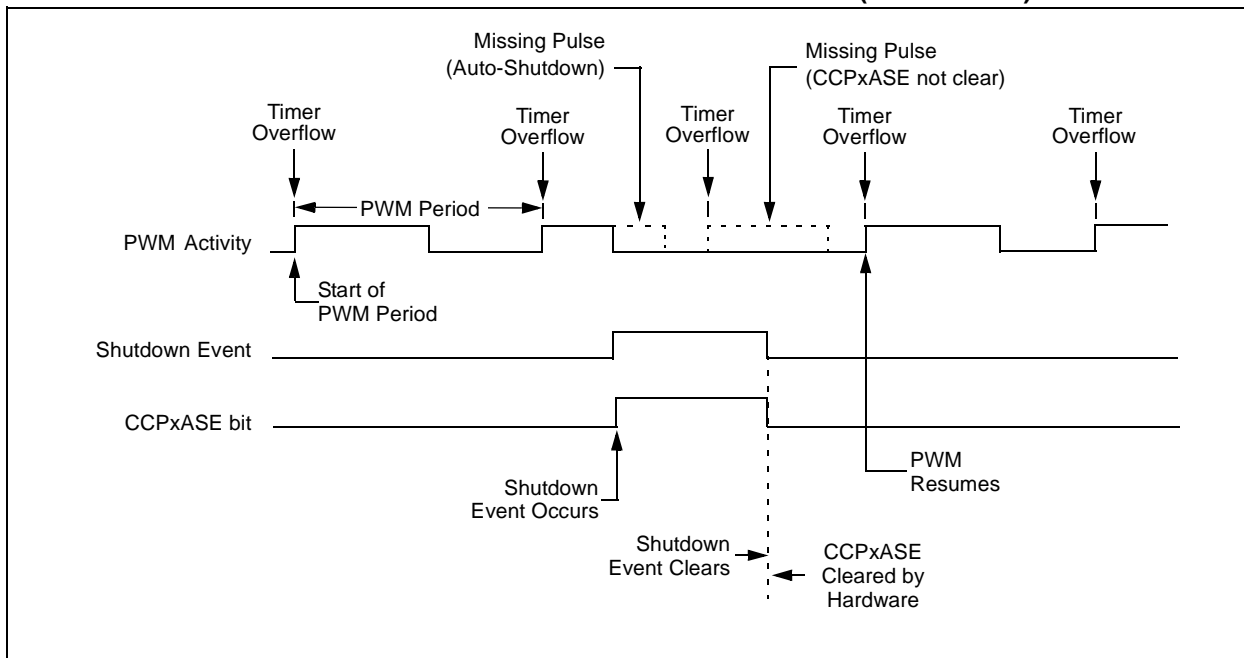 Missing Pulse
(Auto-Shutdown)
Missing Pulse
(CCPxASE not clear)
Timer
Overflow
Timer
Overflow
Timer
Overflow
Timer
Overflow
Timer
Overflow
PWM Period
PWM Activity
Start of
PWM Period
Shutdown Event
CCPxASE bit
Shutdown
Event Occurs
PWM
Resumes
Shutdown
Event Clears
CCPxASE
Cleared by
Hardware